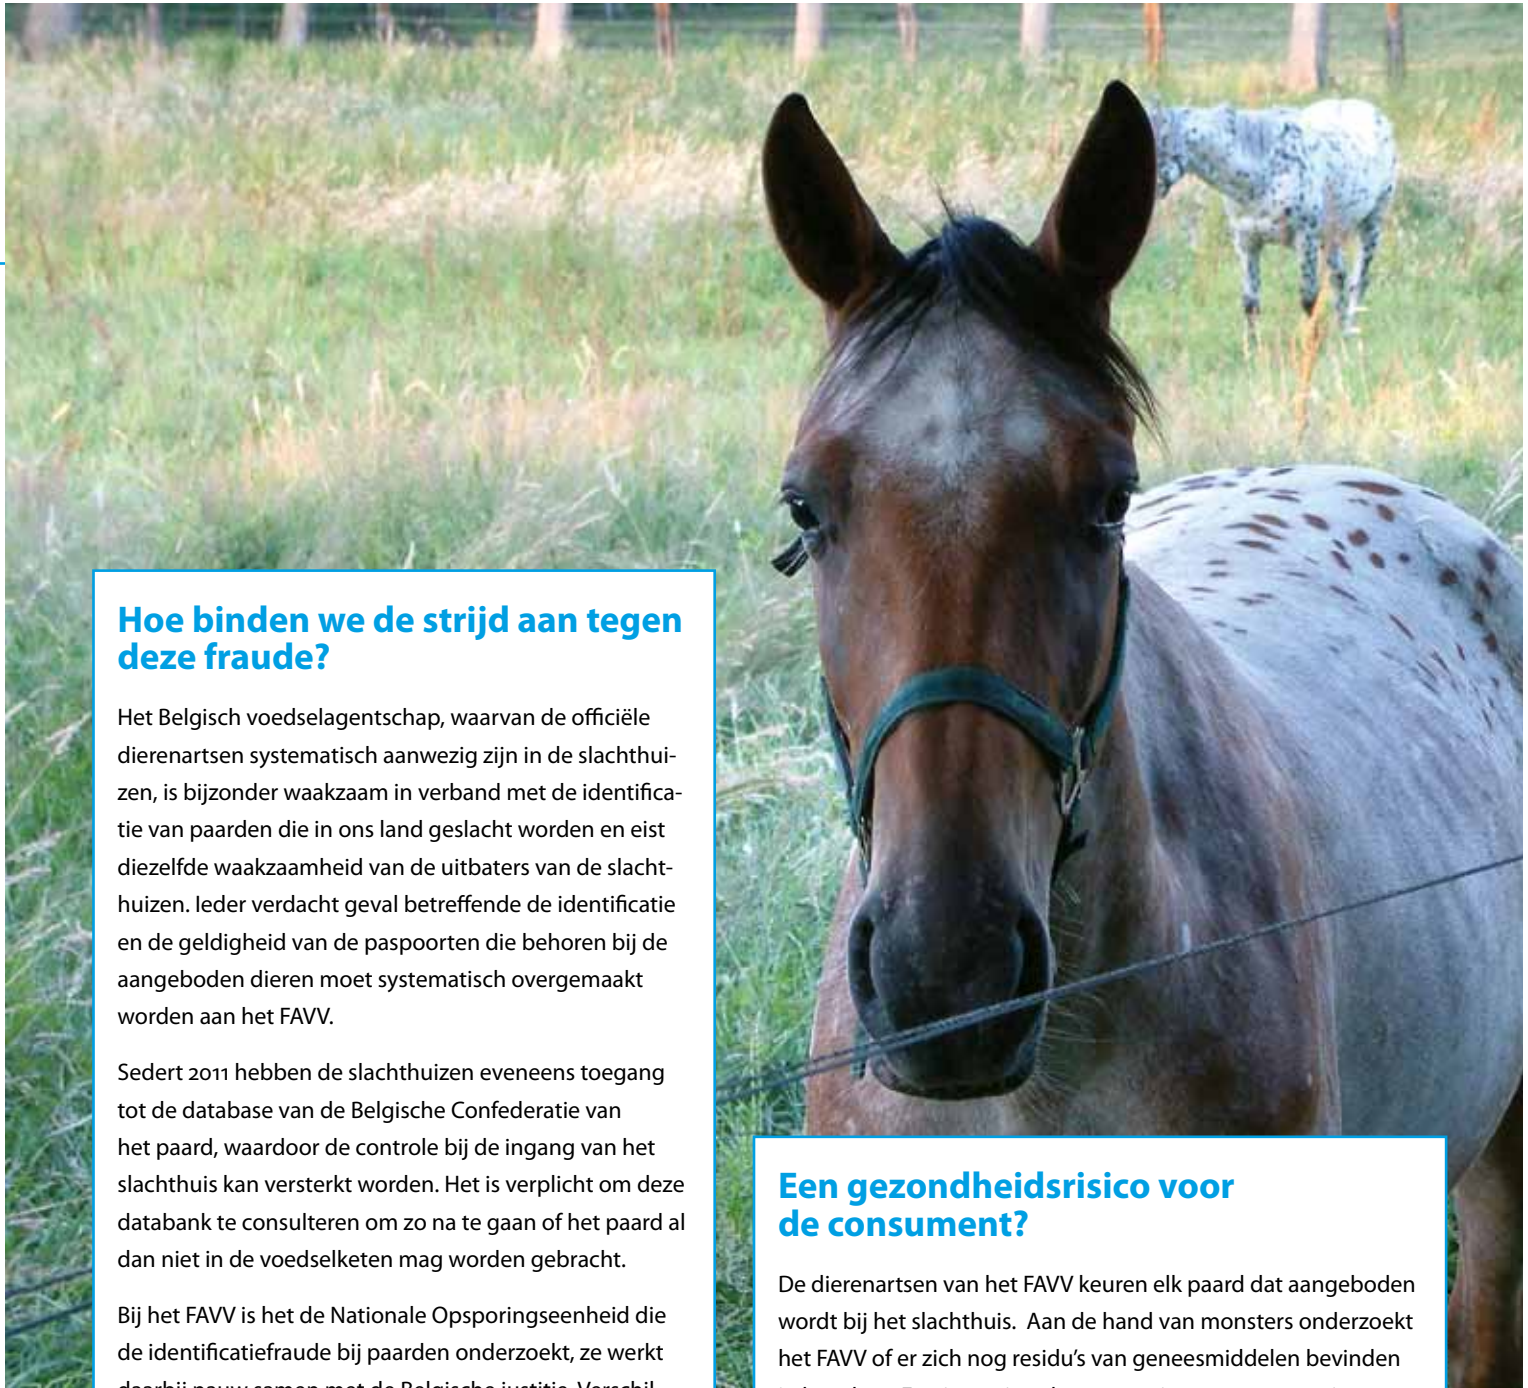 Hoe binden we de strijd aan tegen
deze fraude?
Het Belgisch voedselagentschap, waarvan de officiële
dierenartsen systematisch aanwezig zijn in de slachthui-
zen, is bijzonder waakzaam in verband met de identifica-
tie van paarden die in ons land geslacht worden en eist
diezelfde waakzaamheid van de uitbaters van de slacht-
huizen. Ieder verdacht geval betreffende de identificatie
en de geldigheid van de paspoorten die behoren bij de
aangeboden dieren moet systematisch overgemaakt
worden aan het FAVV.
Sedert 2011 hebben de slachthuizen eveneens toegang
tot de database van de Belgische Confederatie van
het paard, waardoor de controle bij de ingang van het
slachthuis kan versterkt worden. Het is verplicht om deze
databank te consulteren om zo na te gaan of het paard al
dan niet in de voedselketen mag worden gebracht.
Bij het FAVV is het de Nationale Opsporingseenheid die
de identificatiefraude bij paarden onderzoekt, ze werkt
daarbij nauw samen met de Belgische justitie. Verschil-
Een gezondheidsrisico voor
de consument?
De dierenartsen van het FAVV keuren elk paard dat aangeboden
wordt bij het slachthuis. Aan de hand van monsters onderzoekt
het FAVV of er zich nog residu's van geneesmiddelen bevinden